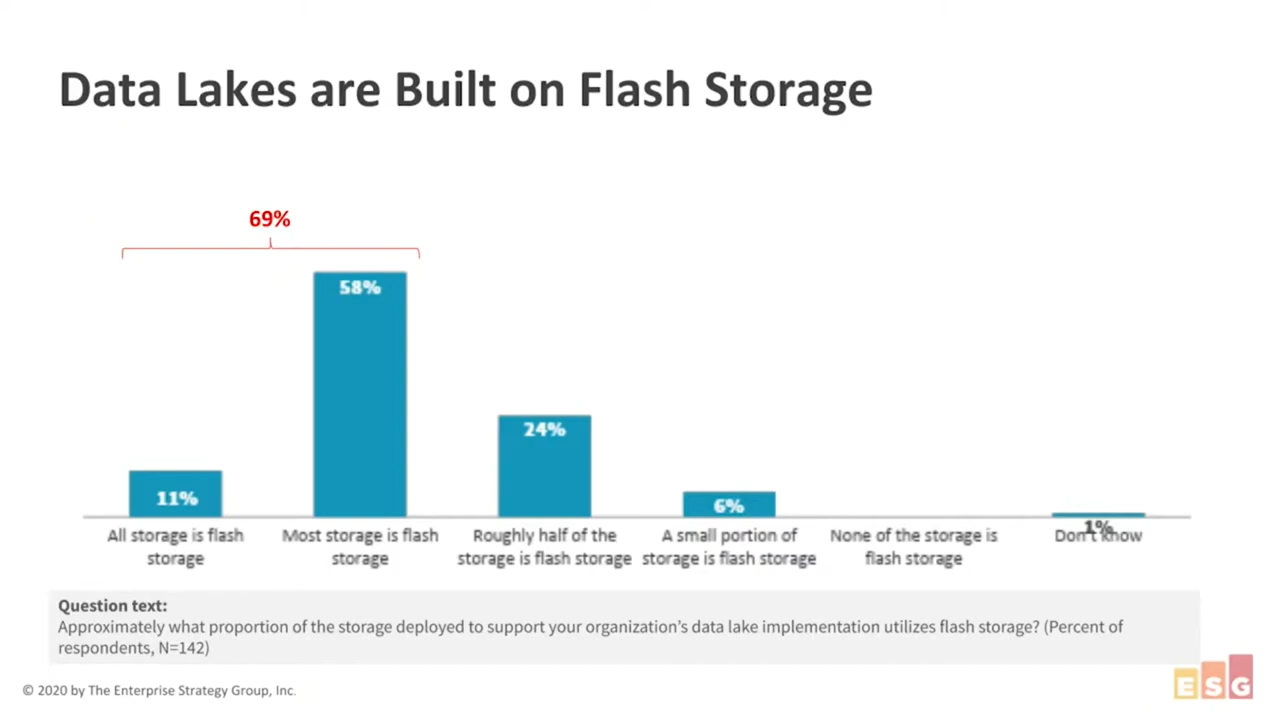 Data Lakes are Built on Flash Storage
69%
58%
24%
11%
6%
1%
All storage is flash
storage
Most storage is flash
storage
Roughly half of the
storage is flash storage
A small portion of
storage is flash storage
None of the storage is
flash storage
Don't know
Question text:
Approximately what proportion of the storage deployed to support your organization's data lake implementation utilizes flash storage? (Percent of
respondents, N=142)
© 2020 by The Enterprise Strategy Group, Inc.
ESG